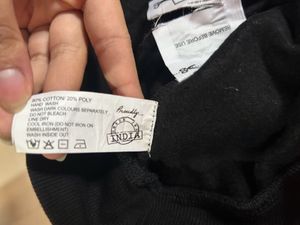 REMOVE BEFORE USE
80% COTTON 20% POLY
HAND WASH
WASH DARK COLOURS SEPARATELY
DO NOT BLEACH
LINE DRY
COOL IRON (DO NOT IRON ON
EMBELLISHMENT)
WASH INSIDE OUT
Proudly
MADE IN
INDIA